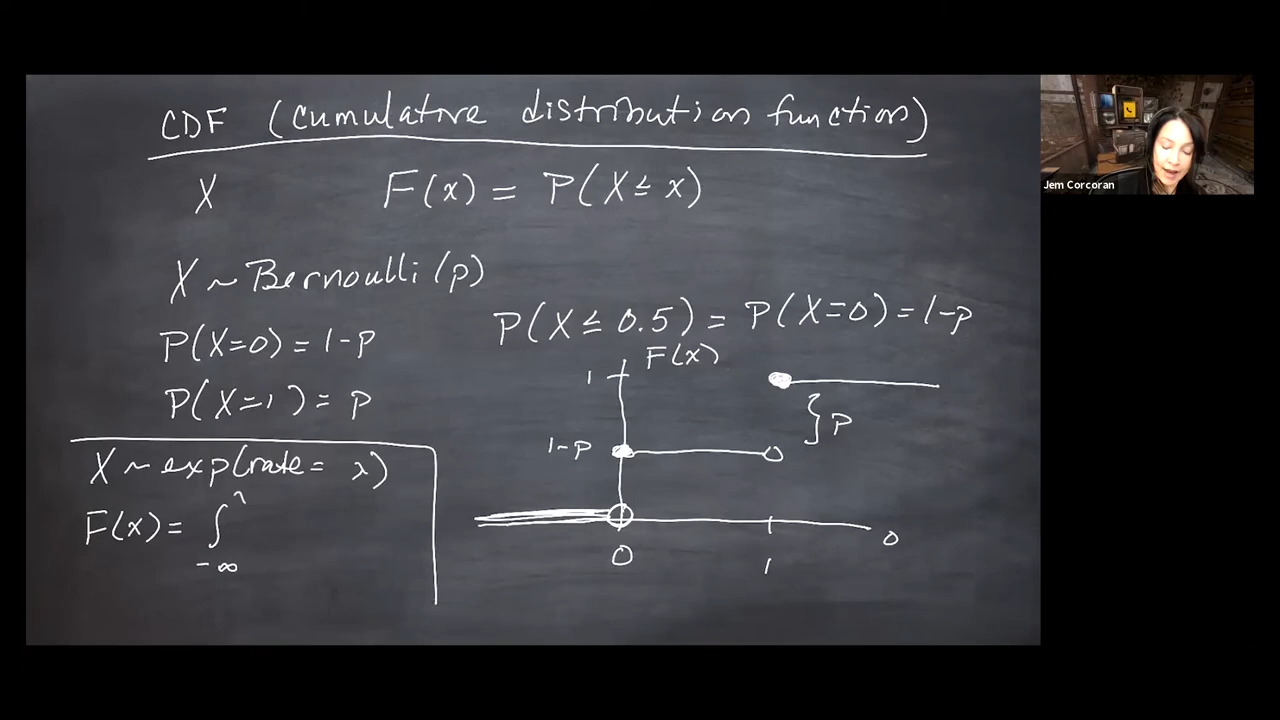 CDF (cumulative distribution function)
X F(x) = P(X ≤ x)
X ~ Bernoulli (p)
P(X ≤ 0.5) = P(X=0) = 1-p
P(X=0) = 1-p
P(X=1) = p
F(x)
1
} p
1-p
0 1 0
X ~ exp(rate = λ)
F(x) = ∫
-∞
Jem Corcoran